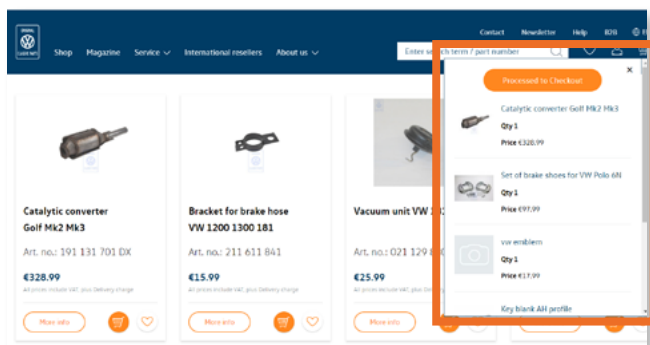 Contact Newsletter Help B2B
Shop Magazine Service International resellers About us
Enter search term / part number
Processed to Checkout
Catalytic converter Golf Mk2 Mk3
Qty 1
Price €328.99
Set of brake shoes for VW Polo 6N
Qty 1
Price €97.99
vw emblem
Qty 1
Price €17.99
Key blank AH profile
Catalytic converter
Golf Mk2 Mk3
Art. no.: 191 131 701 DX
€328.99
All prices include VAT, plus Delivery charge
More info
Bracket for brake hose
VW 1200 1300 181
Art. no.: 211 611 841
€15.99
All prices include VAT, plus Delivery charge
More info
Vacuum unit VW
Art. no.: 021 129
€25.99
All prices include VAT, plus
More info